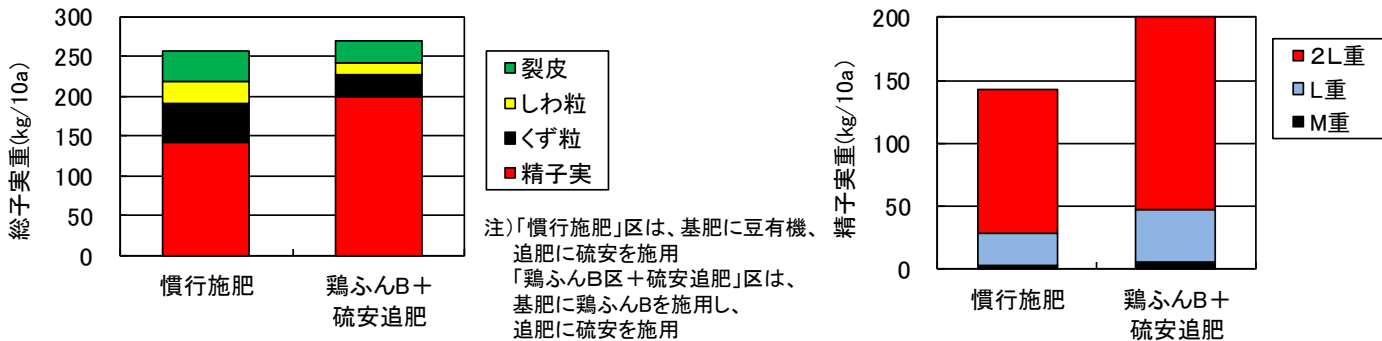 総子実重(kg/10a)
300
250
200
150
100
50
0
慣行施肥
鶏ふんB＋
硫安追肥
裂皮
しわ粒
くず粒
精子実
注)「慣行施肥」区は、基肥に豆有機、
追肥に硫安を施用
「鶏ふんB区＋硫安追肥」区は、
基肥に鶏ふんBを施用し、
追肥に硫安を施用
精子実重(kg/10a)
200
150
100
50
0
慣行施肥
鶏ふんB＋
硫安追肥
2L重
L重
M重